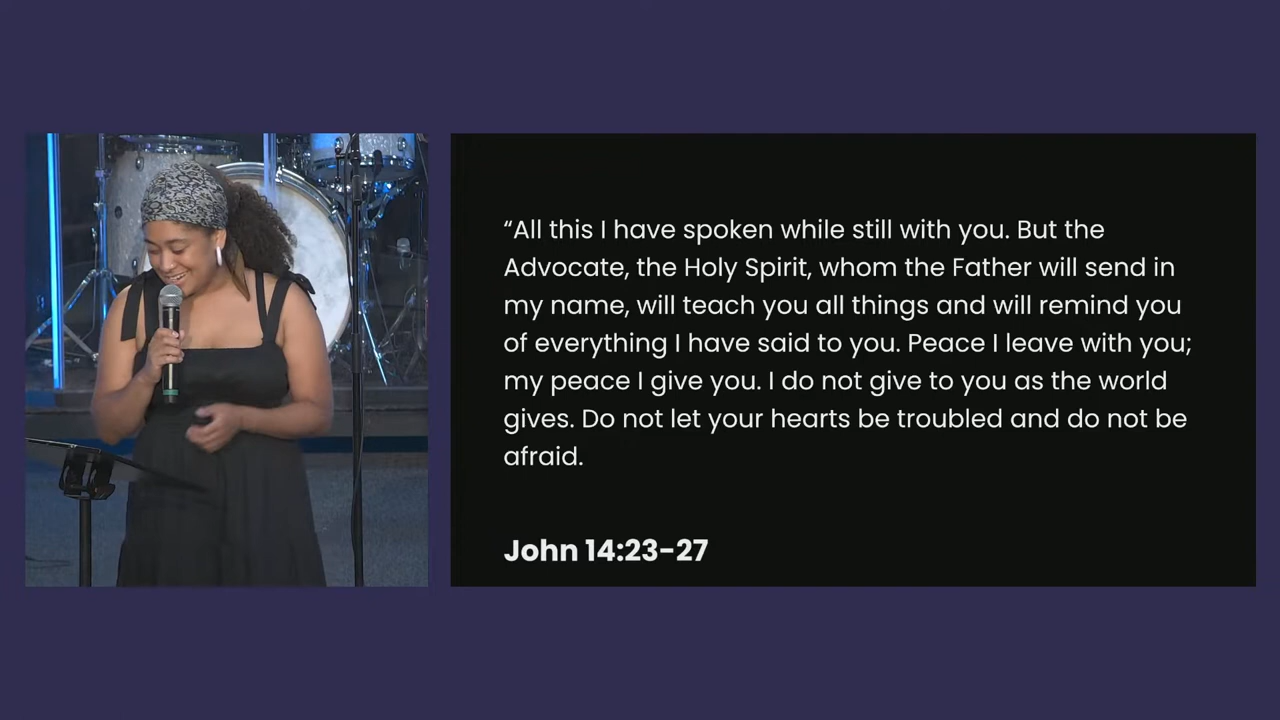 “All this I have spoken while still with you. But the
Advocate, the Holy Spirit, whom the Father will send in
my name, will teach you all things and will remind you
of everything I have said to you. Peace I leave with you;
my peace I give you. I do not give to you as the world
gives. Do not let your hearts be troubled and do not be
afraid.
John 14:23-27